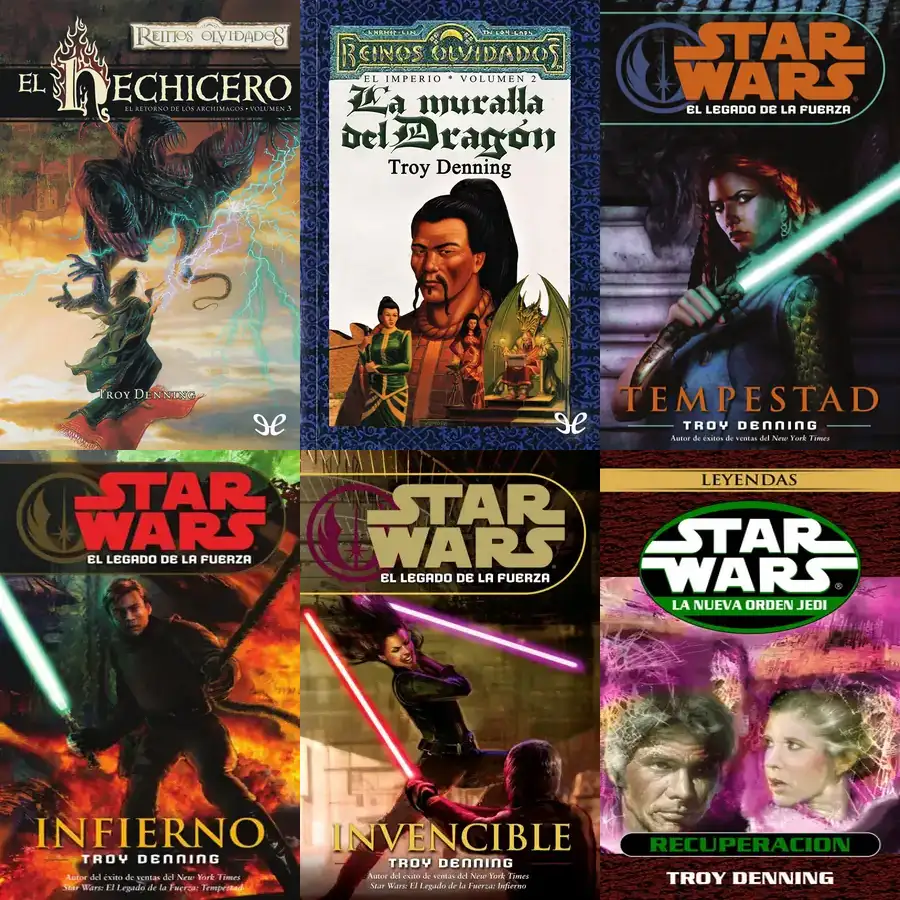 REINOS OLVIDADOS
EL HECHICERO
EL RETORNO DE LOS ARCHIMAGOS • VOLUMEN 3
TROY DENNING
REINOS OLVIDADOS
EL IMPERIO * VOLUMEN 2
La muralla
del Dragón
Troy Denning
STAR
WARS
EL LEGADO DE LA FUERZA
TEMPESTAD
TROY DENNING
Autor de éxitos de ventas del New York Times
STAR
WARS
EL LEGADO DE LA FUERZA
INFIERNO
TROY DENNING
Autor del éxito de ventas del New York Times
Star Wars: El Legado de la Fuerza: Tempestad
STAR
WARS
EL LEGADO DE LA FUERZA
INVENCIBLE
TROY DENNING
Autor del éxito de ventas del New York Times
Star Wars: El Legado de la Fuerza: Infierno
LEYENDAS
STAR
WARS
LA NUEVA ORDEN JEDI
RECUPERACION
TROY DENNING